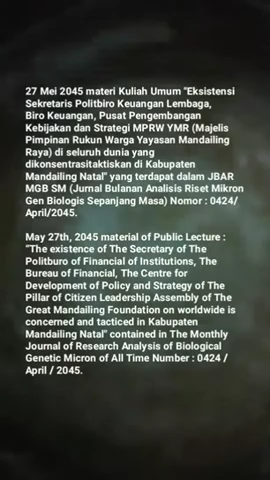 27 Mei 2045 materi Kuliah Umum "Eksistensi
Sekretaris Politbiro Keuangan Lembaga,
Biro Keuangan, Pusat Pengembangan
Kebijakan dan Strategi MPRW YMR (Majelis
Pimpinan Rukun Warga Yayasan Mandailing
Raya) di seluruh dunia yang
dikonsentrasitaktiskan di Kabupaten
Mandailing Natal" yang terdapat dalam JBAR
MGB SM (Jurnal Bulanan Analisis Riset Mikron
Gen Biologis Sepanjang Masa) Nomor : 0424/
April/2045.
May 27th, 2045 material of Public Lecture :
"The existence of The Secretary of The
Politburo of Financial of Institutions, The
Bureau of Financial, The Centre for
Development of Policy and Strategy of The
Pillar of Citizen Leadership Assembly of The
Great Mandailing Foundation on worldwide is
concerned and tacticed in Kabupaten
Mandailing Natal" contained in The Monthly
Journal of Research Analysis of Biological
Genetic Micron of All Time Number : 0424 /
April / 2045.